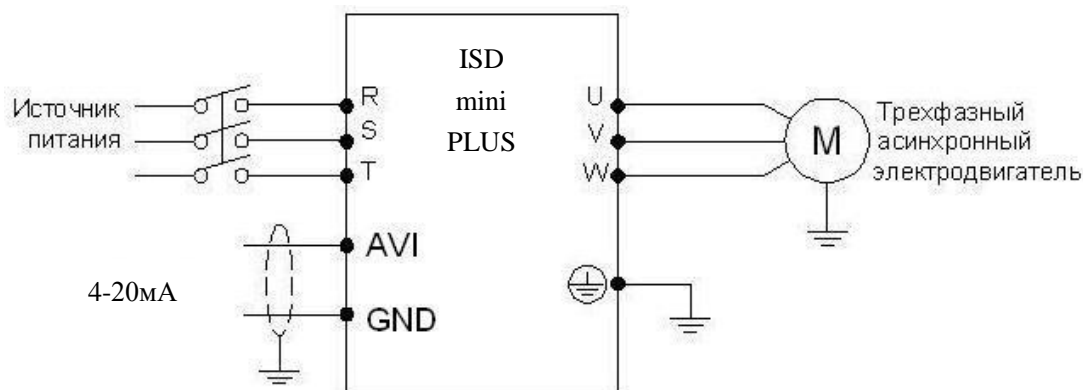 ISD
mini
PLUS
Источник
питания
R
S
T
U
V
W
M
Трехфазный
асинхронный
электродвигатель
AVI
GND
4-20мА